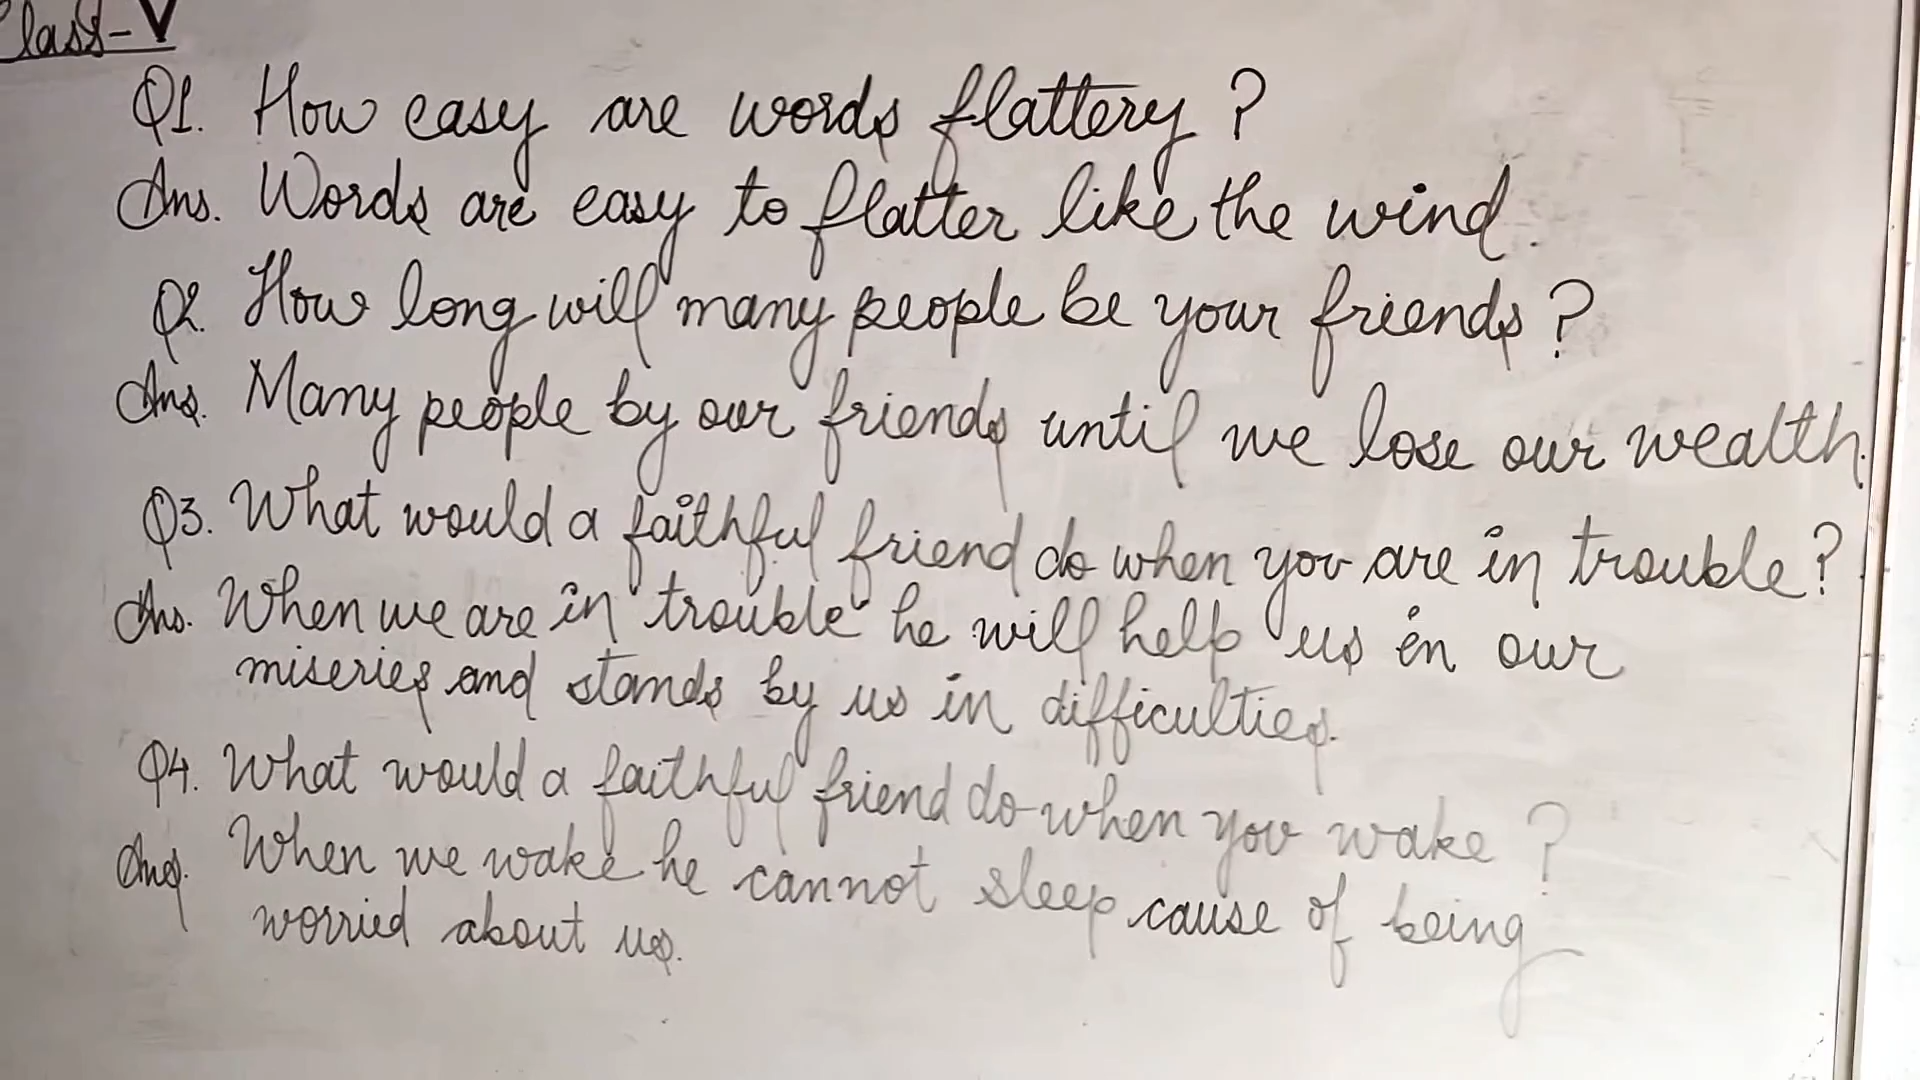 Class-V
Q1. How easy are words flattery?
Ans. Words are easy to flatter like the wind.
Q2. How long will many people be your friends?
Ans. Many people by our friends until we lose our wealth.
Q3. What would a faithful friend do when you are in trouble?
Ans. When we are in trouble he will help us in our
miseries and stands by us in difficulties.
Q4. What would a faithful friend do when you wake?
Ans. When we wake he cannot sleep cause of being
worried about us.